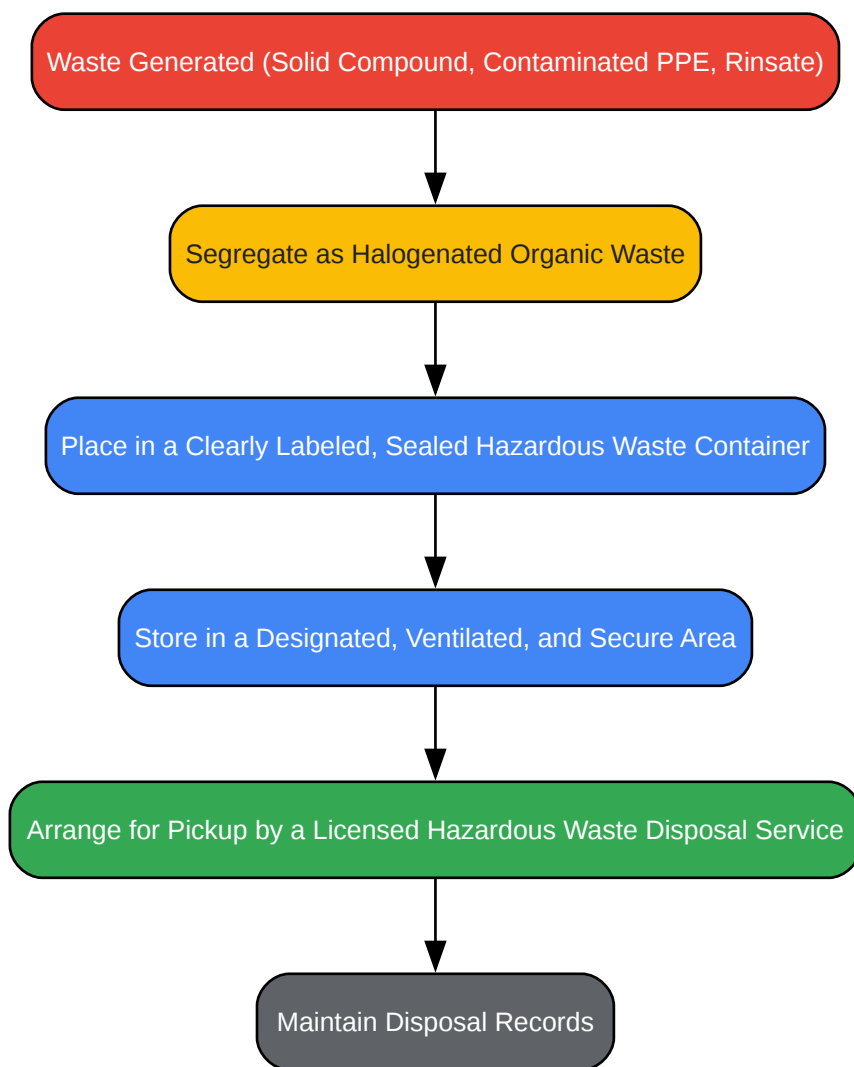 Waste Generated (Solid Compound, Contaminated PPE, Rinsate)
Segregate as Halogenated Organic Waste
Place in a Clearly Labeled, Sealed Hazardous Waste Container
Store in a Designated, Ventilated, and Secure Area
Arrange for Pickup by a Licensed Hazardous Waste Disposal Service
Maintain Disposal Records